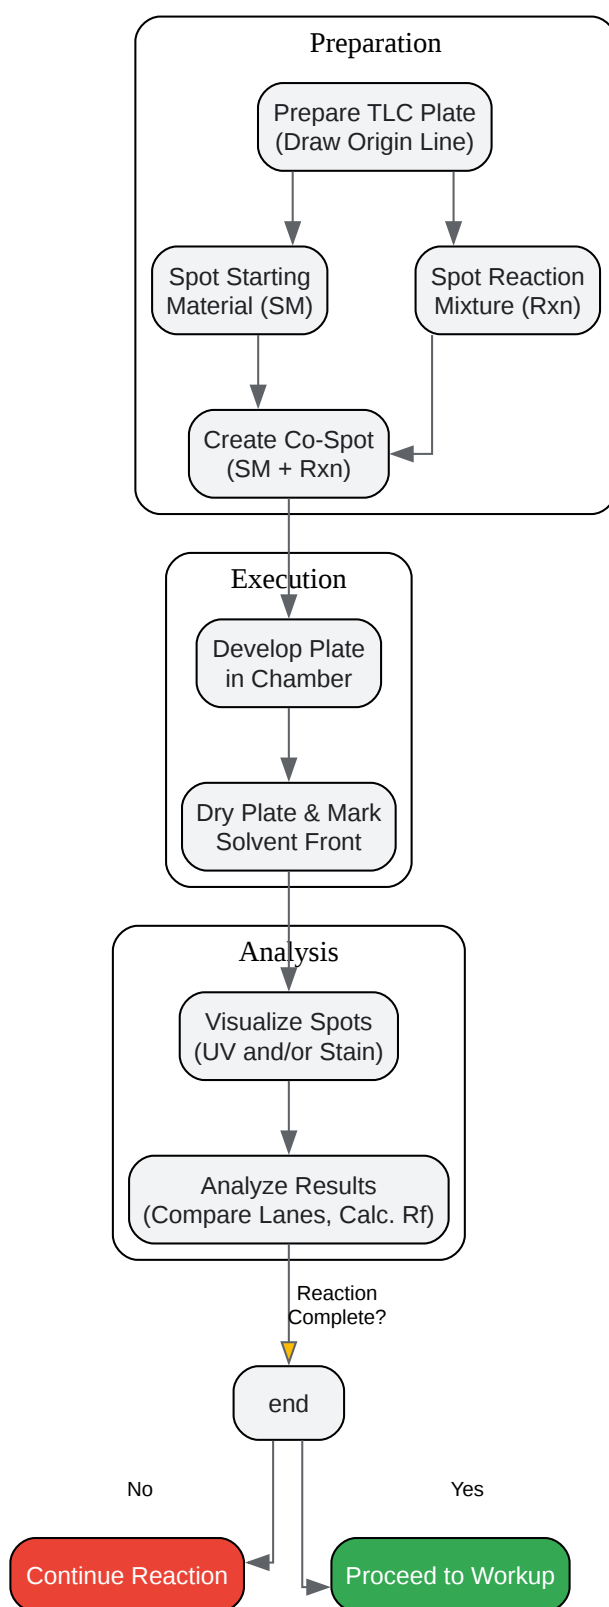 Preparation
Prepare TLC Plate
(Draw Origin Line)
Spot Starting
Material (SM)
Spot Reaction
Mixture (Rxn)
Create Co-Spot
(SM + Rxn)
Execution
Develop Plate
in Chamber
Dry Plate & Mark
Solvent Front
Analysis
Visualize Spots
(UV and/or Stain)
Analyze Results
(Compare Lanes, Calc. Rf)
Reaction
Complete?
end
No
Yes
Continue Reaction
Proceed to Workup